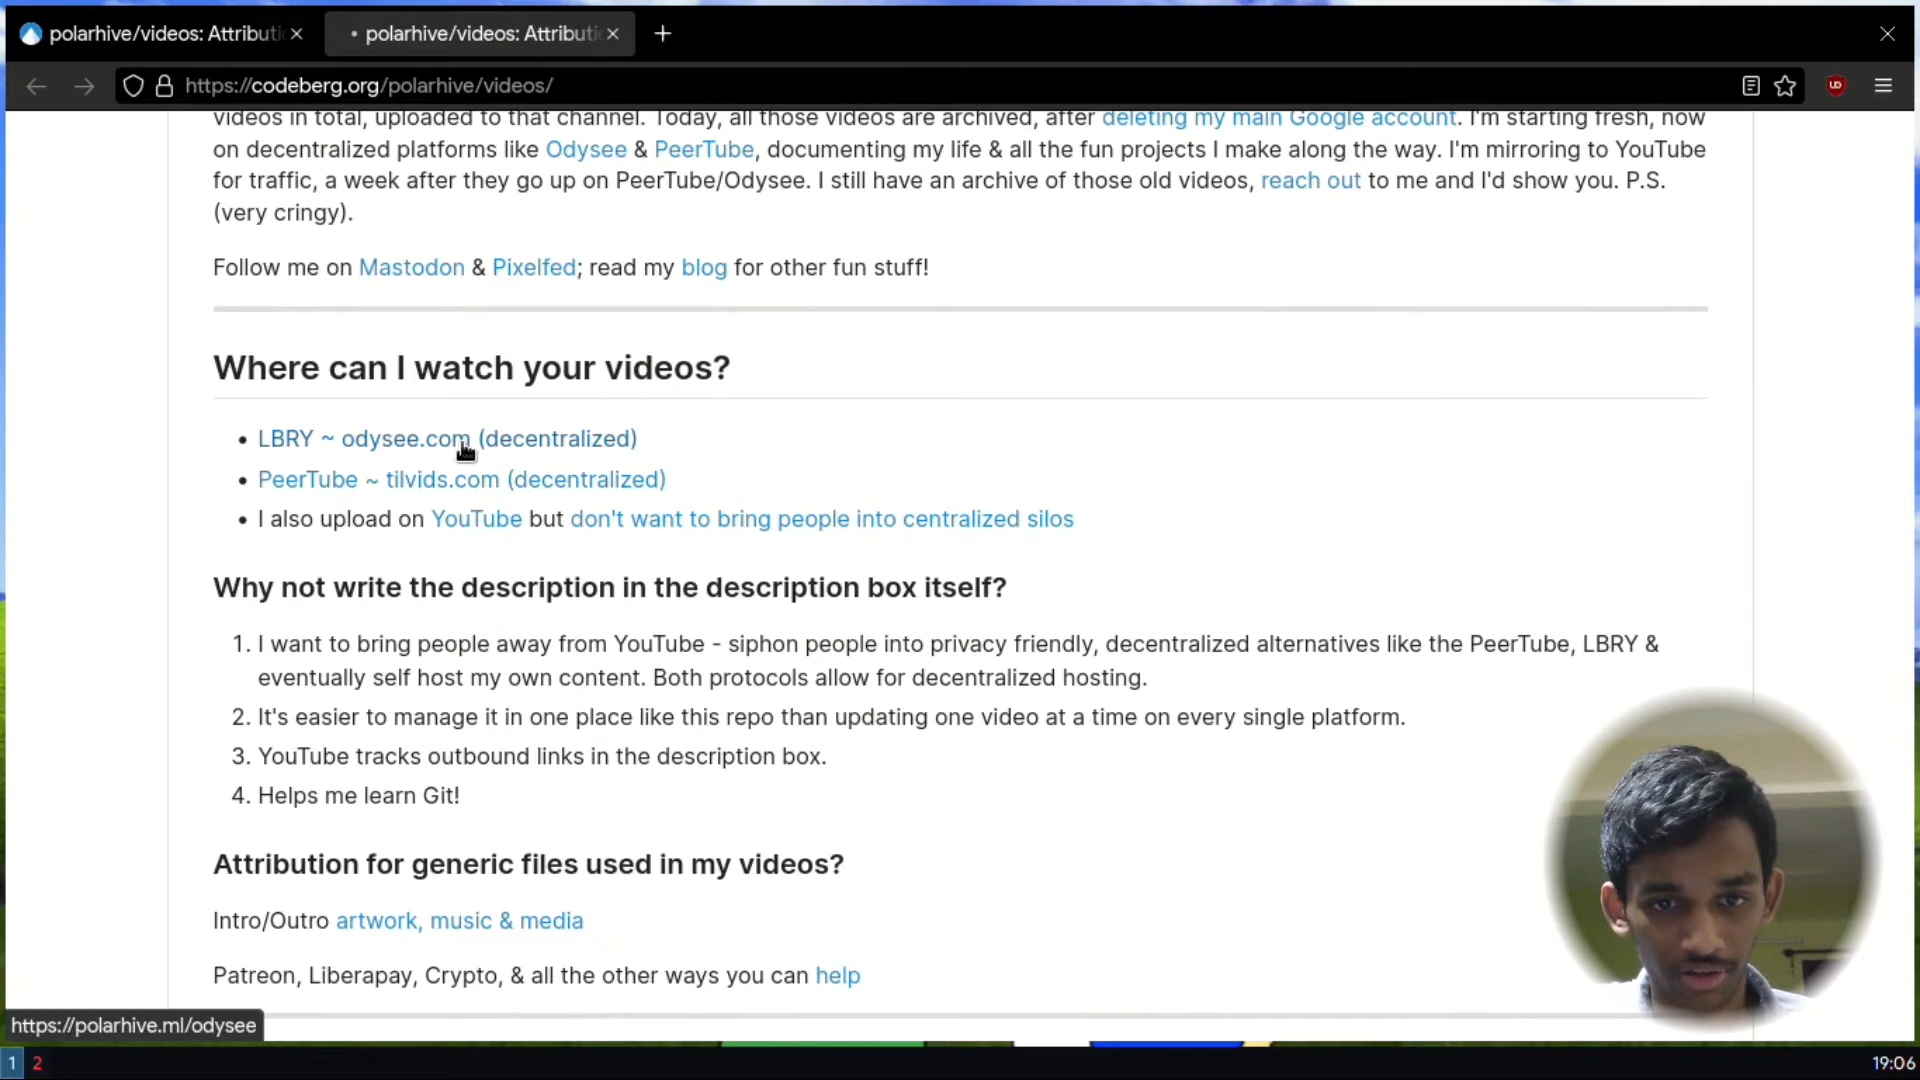 polarhive/videos: Attributi
polarhive/videos: Attributi
https://codeberg.org/polarhive/videos/
videos in total, uploaded to that channel. Today, all those videos are archived, after deleting my main Google account. I'm starting fresh, now
on decentralized platforms like Odysee & PeerTube, documenting my life & all the fun projects I make along the way. I'm mirroring to YouTube
for traffic, a week after they go up on PeerTube/Odysee. I still have an archive of those old videos, reach out to me and I'd show you. P.S.
(very cringy).
Follow me on Mastodon & Pixelfed; read my blog for other fun stuff!
Where can I watch your videos?
• LBRY ~ odysee.com (decentralized)
• PeerTube ~ tilvids.com (decentralized)
• I also upload on YouTube but don't want to bring people into centralized silos
Why not write the description in the description box itself?
1. I want to bring people away from YouTube - siphon people into privacy friendly, decentralized alternatives like the PeerTube, LBRY &
eventually self host my own content. Both protocols allow for decentralized hosting.
2. It's easier to manage it in one place like this repo than updating one video at a time on every single platform.
3. YouTube tracks outbound links in the description box.
4. Helps me learn Git!
Attribution for generic files used in my videos?
Intro/Outro artwork, music & media
Patreon, Liberapay, Crypto, & all the other ways you can help
https://polarhive.ml/odysee
1 2
19:06